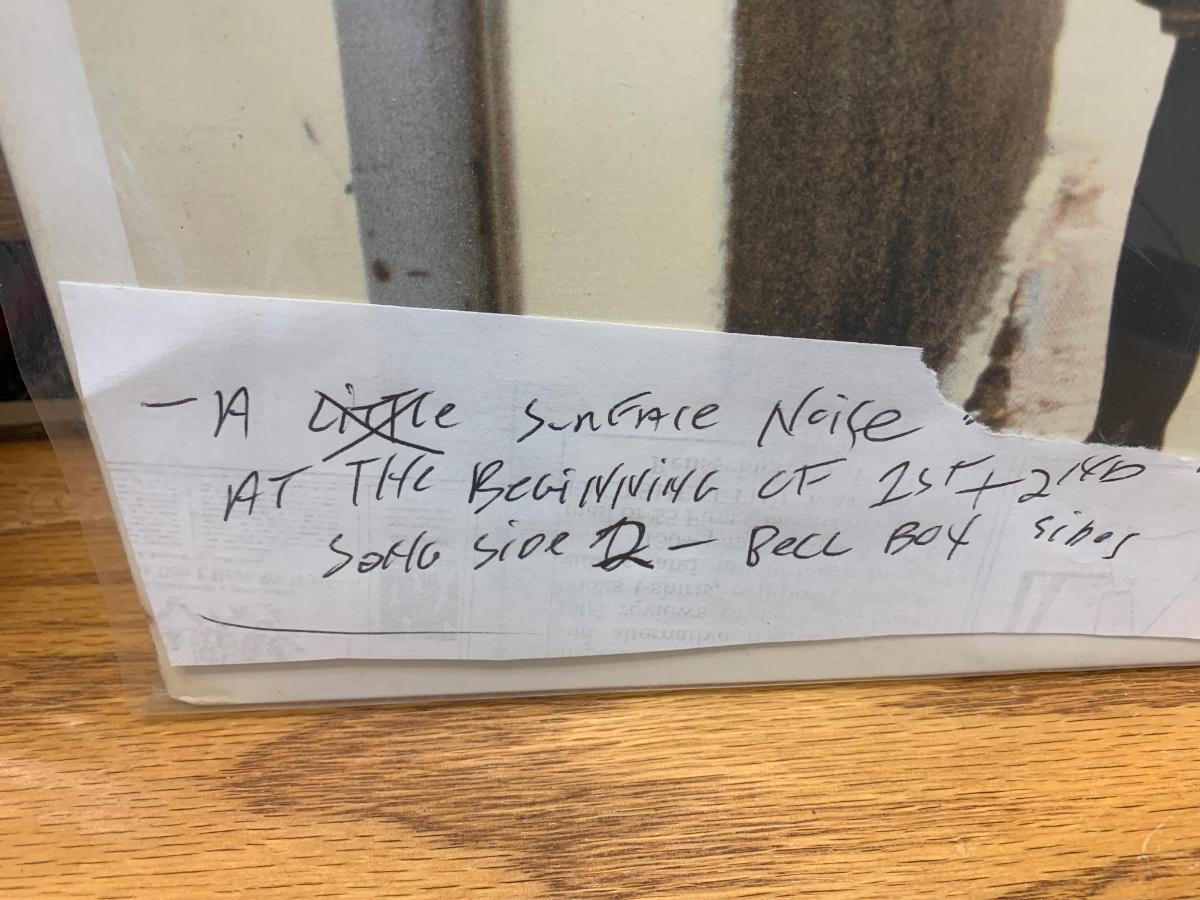 - A Little SURFACE NOISE
AT THE BEGINNING OF 1ST + 2ND
SONG SIDE 2 - BELL BOY SIDES